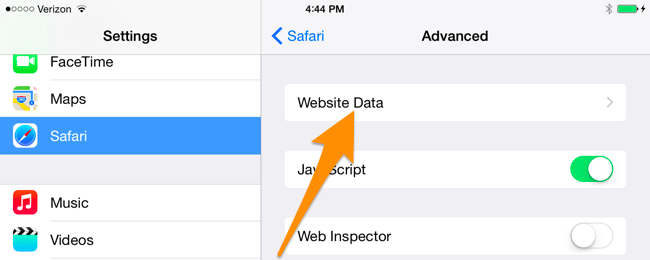 Verizon 4:44 PM
Settings
Safari Advanced
FaceTime
Maps
Website Data
Safari
JavaScript
Music
Videos
Web Inspector